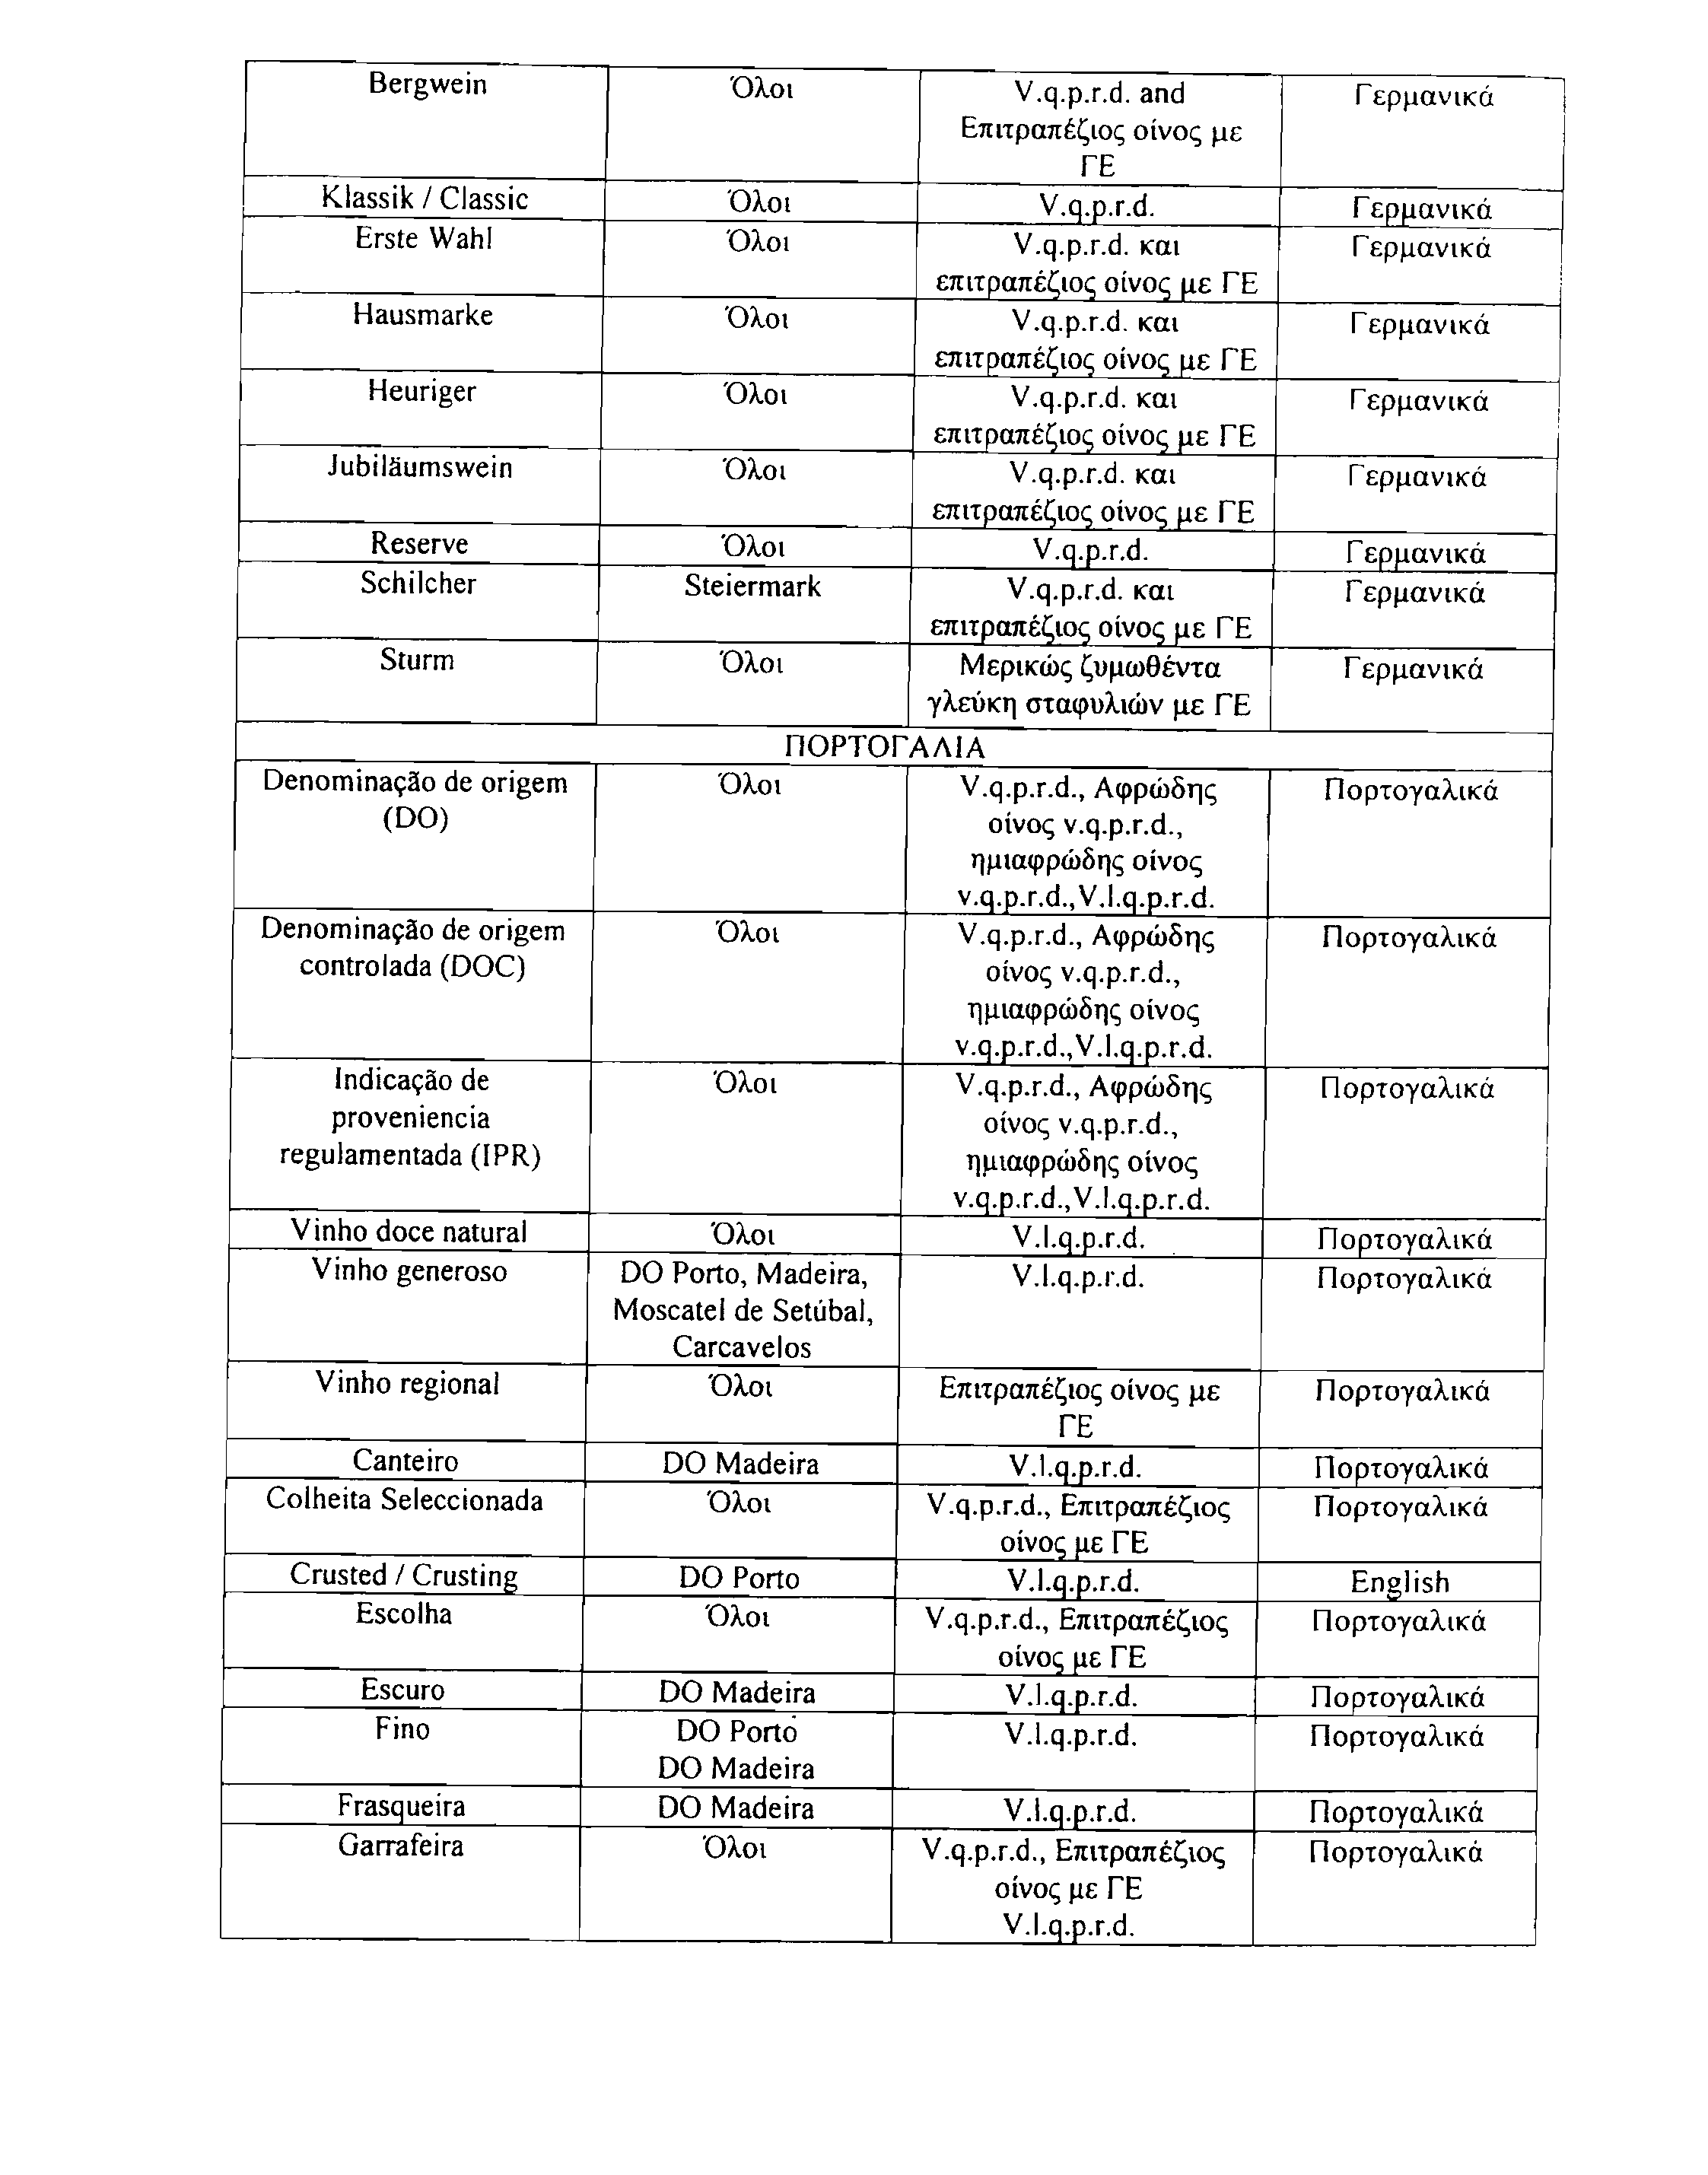 Bergwein Όλοι V.q.p.r.d. and Γερμανικά
Επιτραπέζιος οίνος με
ΓΕ
Klassik / Classic Όλοι V.q.p.r.d. Γερμανικά
Erste Wahl Όλοι V.q.p.r.d. και Γερμανικά
επιτραπέζιος οίνος με ΓΕ
Hausmarke Όλοι V.q.p.r.d. και Γερμανικά
επιτραπέζιος οίνος με ΓΕ
Heuriger Όλοι V.q.p.r.d. και Γερμανικά
επιτραπέζιος οίνος με ΓΕ
Jubiläumswein Όλοι V.q.p.r.d. και Γερμανικά
επιτραπέζιος οίνος με ΓΕ
Reserve Όλοι V.q.p.r.d. Γερμανικά
Schilcher Steiermark V.q.p.r.d. και Γερμανικά
επιτραπέζιος οίνος με ΓΕ
Sturm Όλοι Μερικώς ζυμωθέντα Γερμανικά
γλεύκη σταφυλιών με ΓΕ
ΠΟΡΤΟΓΑΛΙΑ
Denominação de origem Όλοι V.q.p.r.d., Αφρώδης Πορτογαλικά
(DO) οίνος v.q.p.r.d.,
ημιαφρώδης οίνος
v.q.p.r.d.,V.l.q.p.r.d.
Denominação de origem Όλοι V.q.p.r.d., Αφρώδης Πορτογαλικά
controlada (DOC) οίνος v.q.p.r.d.,
ημιαφρώδης οίνος
v.q.p.r.d.,V.l.q.p.r.d.
Indicação de Όλοι V.q.p.r.d., Αφρώδης Πορτογαλικά
proveniencia οίνος v.q.p.r.d.,
regulamentada (IPR) ημιαφρώδης οίνος
v.q.p.r.d.,V.l.q.p.r.d.
Vinho doce natural Όλοι V.l.q.p.r.d. Πορτογαλικά
Vinho generoso DO Porto, Madeira, V.l.q.p.r.d. Πορτογαλικά
Moscatel de Setúbal,
Carcavelos
Vinho regional Όλοι Επιτραπέζιος οίνος με Πορτογαλικά
ΓΕ
Canteiro DO Madeira V.l.q.p.r.d. Πορτογαλικά
Colheita Seleccionada Όλοι V.q.p.r.d., Επιτραπέζιος Πορτογαλικά
οίνος με ΓΕ
Crusted / Crusting DO Porto V.l.q.p.r.d. English
Escolha Όλοι V.q.p.r.d., Επιτραπέζιος Πορτογαλικά
οίνος με ΓΕ
Escuro DO Madeira V.l.q.p.r.d. Πορτογαλικά
Fino DO Porto V.l.q.p.r.d. Πορτογαλικά
DO Madeira
Frasqueira DO Madeira V.l.q.p.r.d. Πορτογαλικά
Garrafeira Όλοι V.q.p.r.d., Επιτραπέζιος Πορτογαλικά
οίνος με ΓΕ
V.l.q.p.r.d.